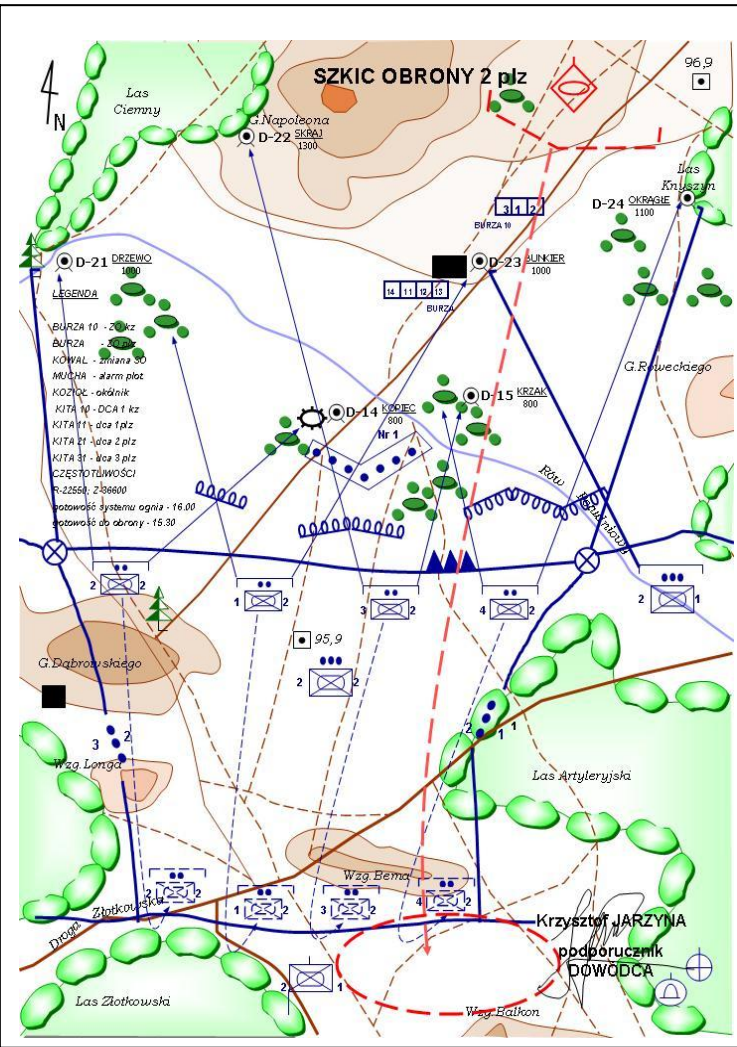 SZKIC OBRONY 2 plz
96,9
Las
Ciemny
N
G.Napoleona
D-22 SKRAJ
1300
Las
Knyszyn
D-24 OKRĄGŁE
1100
3 1 2
BURZA 10
D-21 DRZEWO
1000
D-23 BUNKIER
1000
14 11 12 13
BURZA
LEGENDA
BURZA 10 - ZO kz
BURZA - ZO plz
KOWAL - zmiana SO
MUCHA - alarm plot
KOZIOŁ - okólnik
KITA 10 - DCA 1 kz
KITA 11 - dca 1plz
KITA 21 - dca 2 plz
KITA 31 - dca 3 plz
CZĘSTOTLIWOŚCI
R-22550; Z-36600
gotowość systemu ognia - 16.00
gotowość do obrony - 15.30
G.Roweckiego
D-15 KRZAK
800
D-14 KOPIEC
800
Nr 1
Rów południowy
2 2
1 2
3 2
4 2
2 1
95,9
2
G.Dąbrowskiego
3 2
2 1
1
Wzg.Longa
Las Artyleryjski
Wzg.Bema
2 2
1 2
3 2
4 2
Droga Złotkowska
Krzysztof JARZYNA
podporucznik
DOWÓDCA
2 1
Las Złotkowski
Wzg.Balkon